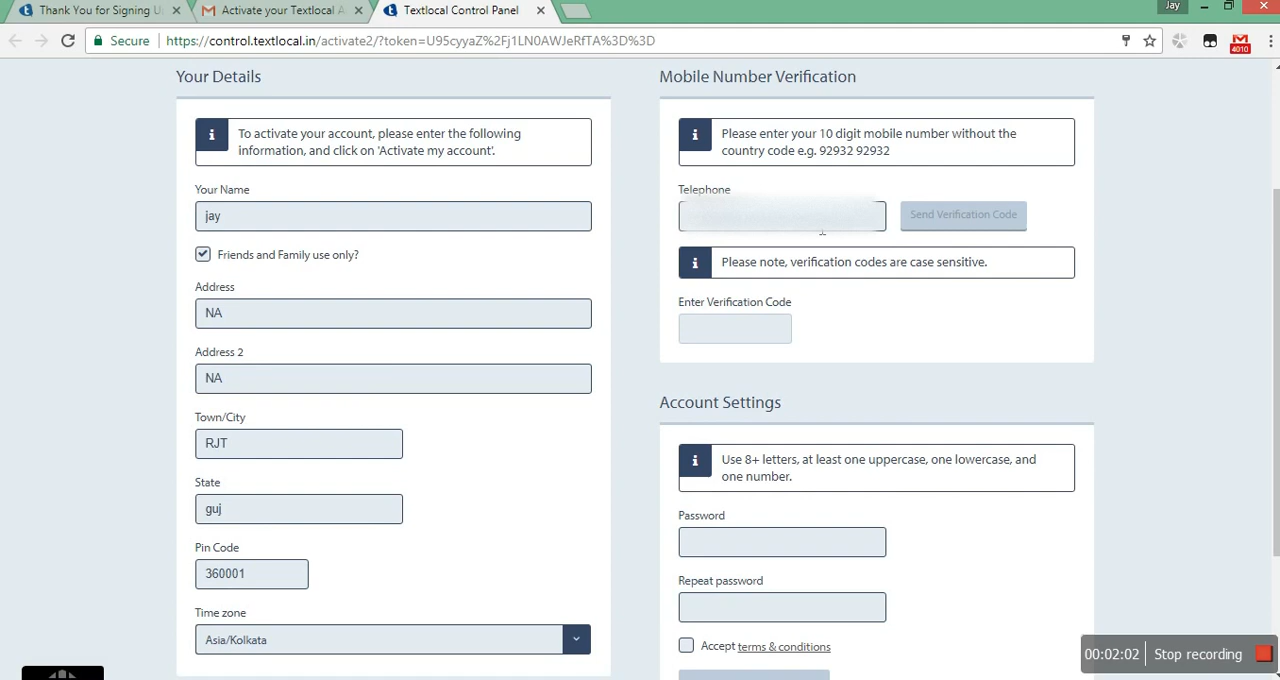 Jay
Thank You for Signing U
Activate your Textlocal A
Textlocal Control Panel
Secure
https://control.textlocal.in/activate2/?token=U95cyyaZ%2Fj1LN0AWJeRfTA%3D%3D
4010
Your Details
To activate your account, please enter the following
information, and click on 'Activate my account'.
Your Name
jay
Friends and Family use only?
Address
NA
Address 2
NA
Town/City
RJT
State
guj
Pin Code
360001
Time zone
Asia/Kolkata
Mobile Number Verification
Please enter your 10 digit mobile number without the
country code e.g. 92932 92932
Telephone
Send Verification Code
Please note, verification codes are case sensitive.
Enter Verification Code
Account Settings
Use 8+ letters, at least one uppercase, one lowercase, and
one number.
Password
Repeat password
Accept terms & conditions
00:02:02
Stop recording